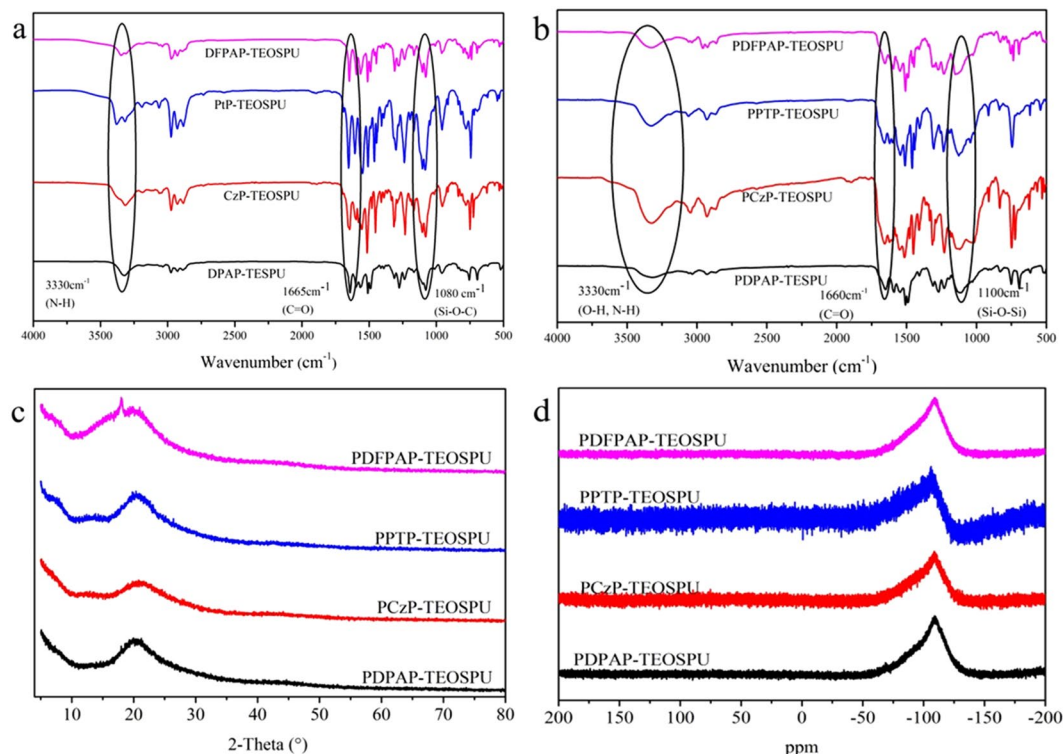 a
DFPAP-TEOSPU
PtP-TEOSPU
CzP-TEOSPU
DPAP-TESPU
3330cm-1
(N-H)
1665cm-1
(C=O)
1080 cm-1
(Si-O-C)
4000 3500 3000 2500 2000 1500 1000 500
Wavenumber (cm-1)
b
PDFPAP-TEOSPU
PPTP-TEOSPU
PCzP-TEOSPU
PDPAP-TESPU
3330cm-1
(O-H, N-H)
1660cm-1
(C=O)
1100cm-1
(Si-O-Si)
4000 3500 3000 2500 2000 1500 1000 500
Wavenumber (cm-1)
c
PDFPAP-TEOSPU
PPTP-TEOSPU
PCzP-TEOSPU
PDPAP-TEOSPU
10 20 30 40 50 60 70 80
2-Theta (°)
d
PDFPAP-TEOSPU
PPTP-TEOSPU
PCzP-TEOSPU
PDPAP-TEOSPU
200 150 100 50 0 -50 -100 -150 -200
ppm